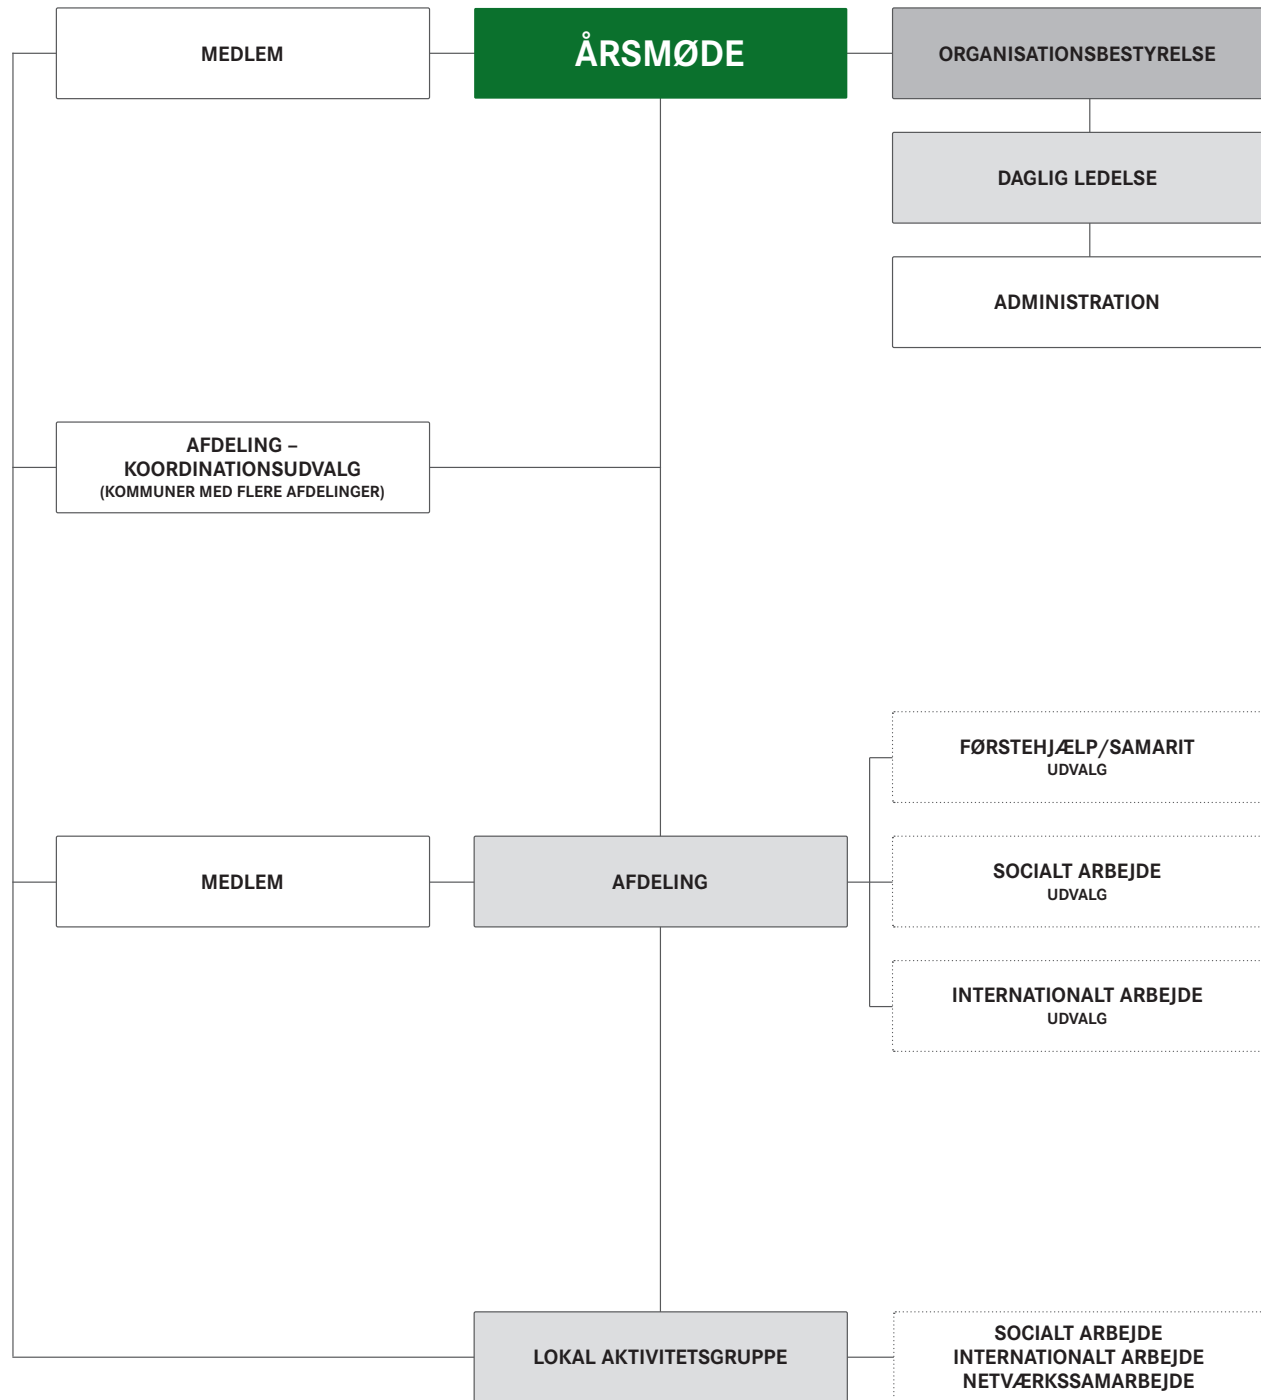 MEDLEM
ÅRSMØDE
ORGANISATIONSBESTYRELSE
DAGLIG LEDELSE
ADMINISTRATION
AFDELING –
KOORDINATIONSUDVALG
(KOMMUNER MED FLERE AFDELINGER)
FØRSTEHJÆLP/SAMARIT
UDVALG
MEDLEM
AFDELING
SOCIALT ARBEJDE
UDVALG
INTERNATIONALT ARBEJDE
UDVALG
LOKAL AKTIVITETSGRUPPE
SOCIALT ARBEJDE
INTERNATIONALT ARBEJDE
NETVÆRKSSAMARBEJDE